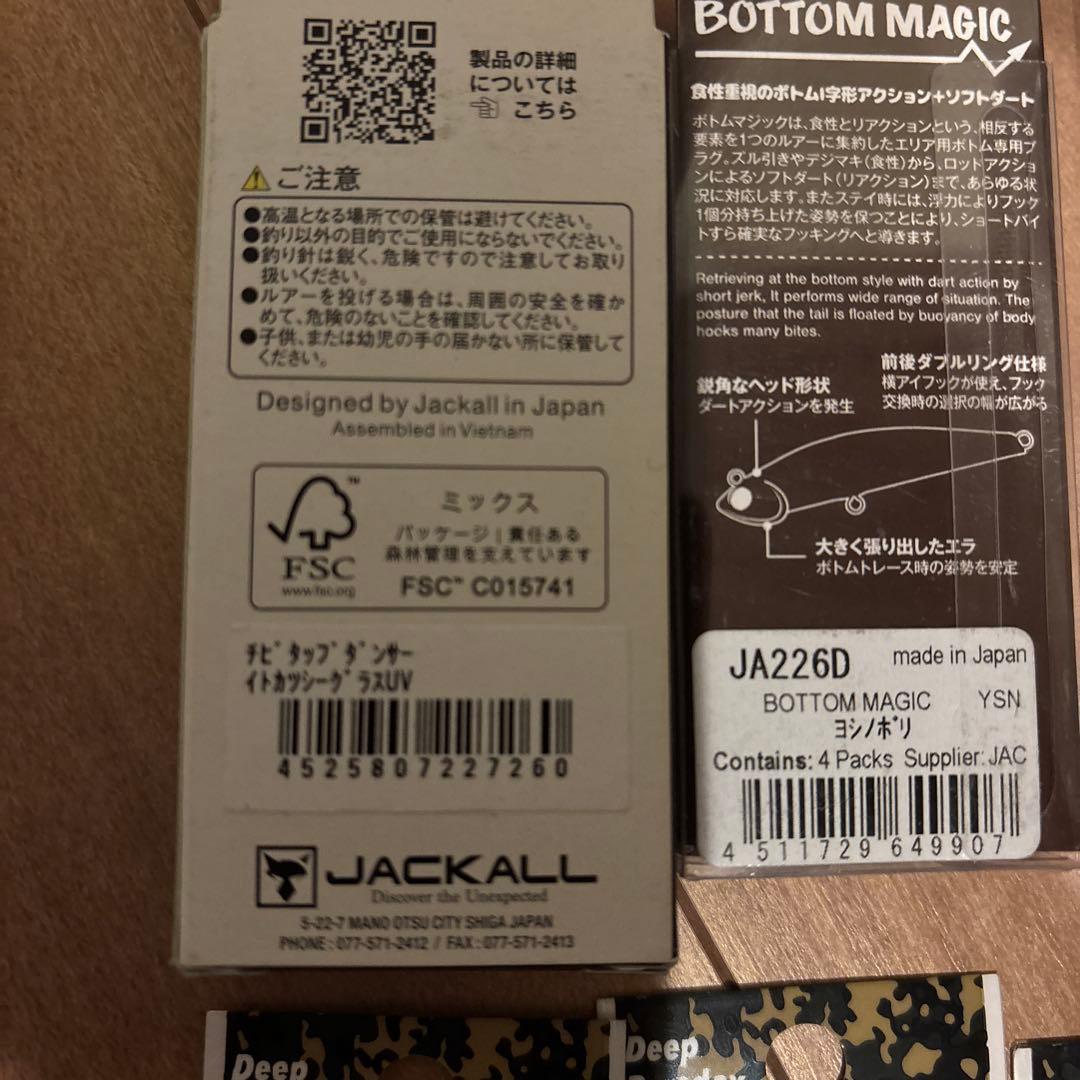 製品の詳細
については
こちら
ご注意
●高温となる場所での保管は避けてください。
●釣り以外の目的でご使用にならないでください。
●釣り針は鋭く、危険ですので注意してお取り
扱いください。
●ルアーを投げる場合は、周囲の安全を確か
めて、危険のないことを確認してください。
●子供、または幼児の手の届かない所に保管して
ください。
Designed by Jackall in Japan
Assembled in Vietnam
FSC™
www.fsc.org
ミックス
パッケージ | 責任ある
森林管理を支えています
FSC™ C015741
チビタップダンサー
イトカツシーグラスUV
4525807227260
JACKALL
Discover the Unexpected
5-22-7 MANO OTSU CITY SHIGA JAPAN
PHONE : 077-571-2412 / FAX : 077-571-2413
BOTTOM MAGIC
食性重視のボトムI字形アクション+ソフトダート
ボトムマジックは、食性とリアクションという、相反する
要素を1つのルアーに集約したエリア用ボトム専用プ
ラグ。ズル引きやデジマキ（食性）から、ロッドアクショ
ンによるソフトダート（リアクション）まで、あらゆる状
況に対応します。またステイ時には、浮力によりフック
1個分持ち上げた姿勢を保つことにより、ショートバイ
トすら確実なフッキングへと導きます。
Retrieving at the bottom style with dart action by
short jerk, It performs wide range of situation. The
posture that the tail is floated by buoyancy of body
hocks many bites.
前後ダブルリング仕様
横アイフックが使え、フック
交換時の選択の幅が広がる
鋭角なヘッド形状
ダートアクションを発生
大きく張り出したエラ
ボトムトレース時の姿勢を安定
JA226D made in Japan
BOTTOM MAGIC YSN
ヨシノボリ
Contains: 4 Packs Supplier: JAC
4 511729 649907
Deep
Deep